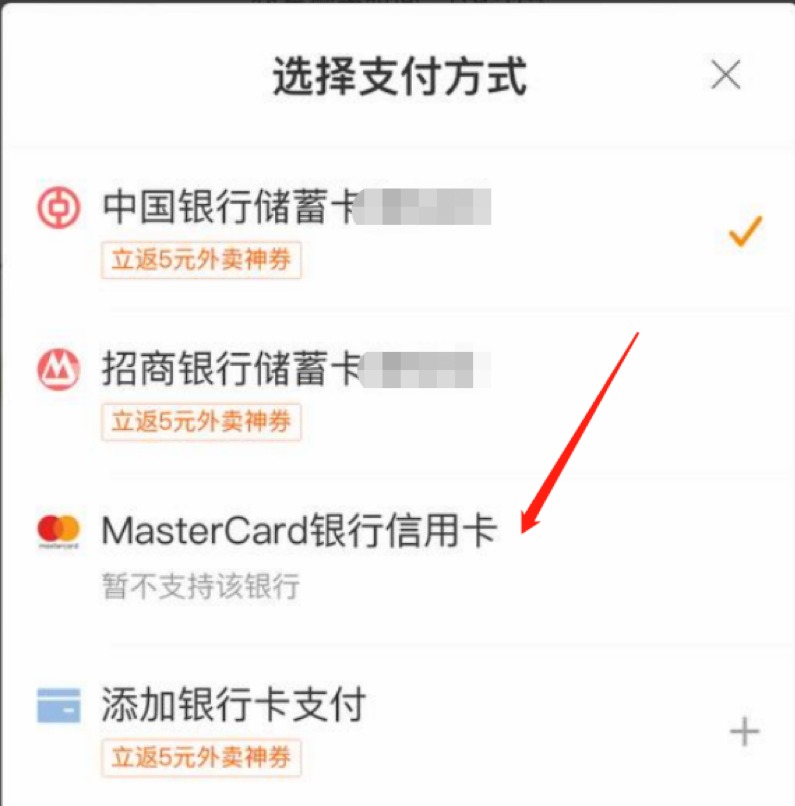 选择支付方式
中国银行储蓄卡
立返5元外卖神券
招商银行储蓄卡
立返5元外卖神券
MasterCard银行信用卡
mastercard
暂不支持该银行
添加银行卡支付
立返5元外卖神券